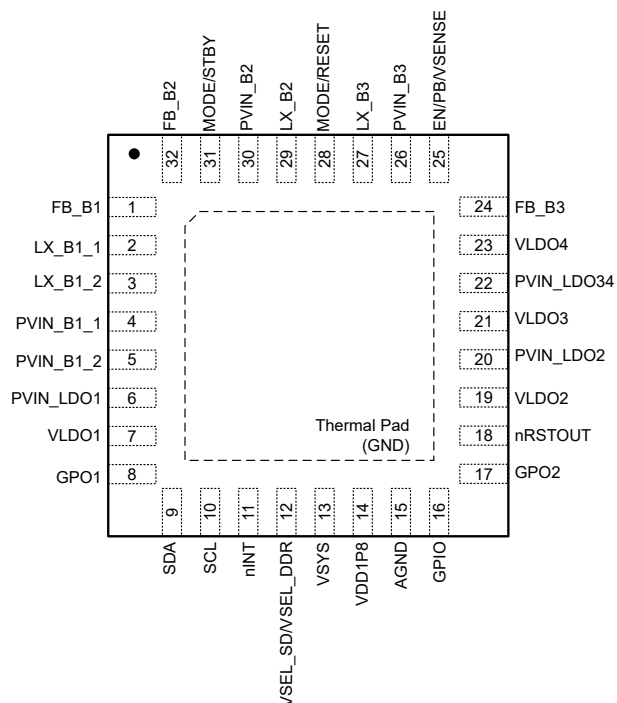 FB_B2
MODE/STBY
PVIN_B2
LX_B2
MODE/RESET
LX_B3
PVIN_B3
EN/PB/VSENSE
32
31
30
29
28
27
26
25
FB_B1 1
LX_B1_1 2
LX_B1_2 3
PVIN_B1_1 4
PVIN_B1_2 5
PVIN_LDO1 6
VLDO1 7
GPO1 8
24 FB_B3
23 VLDO4
22 PVIN_LDO34
21 VLDO3
20 PVIN_LDO2
19 VLDO2
18 nRSTOUT
17 GPO2
Thermal Pad
(GND)
9
10
11
12
13
14
15
16
SDA
SCL
nINT
VSEL_SD/VSEL_DDR
VSYS
VDD1P8
AGND
GPIO